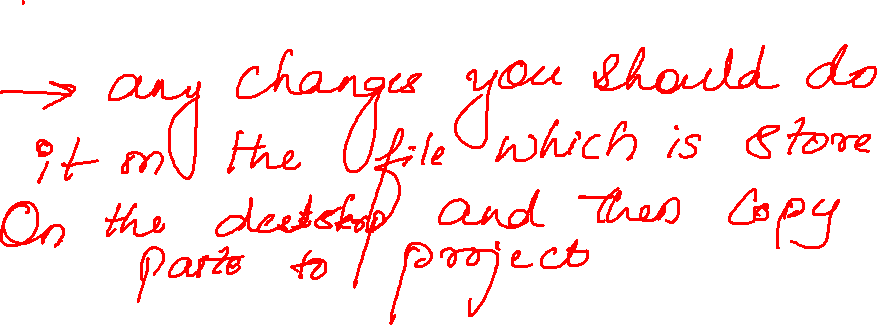 → any changes you should do
it on the file which is store
On the desktop and then Copy
paste to project